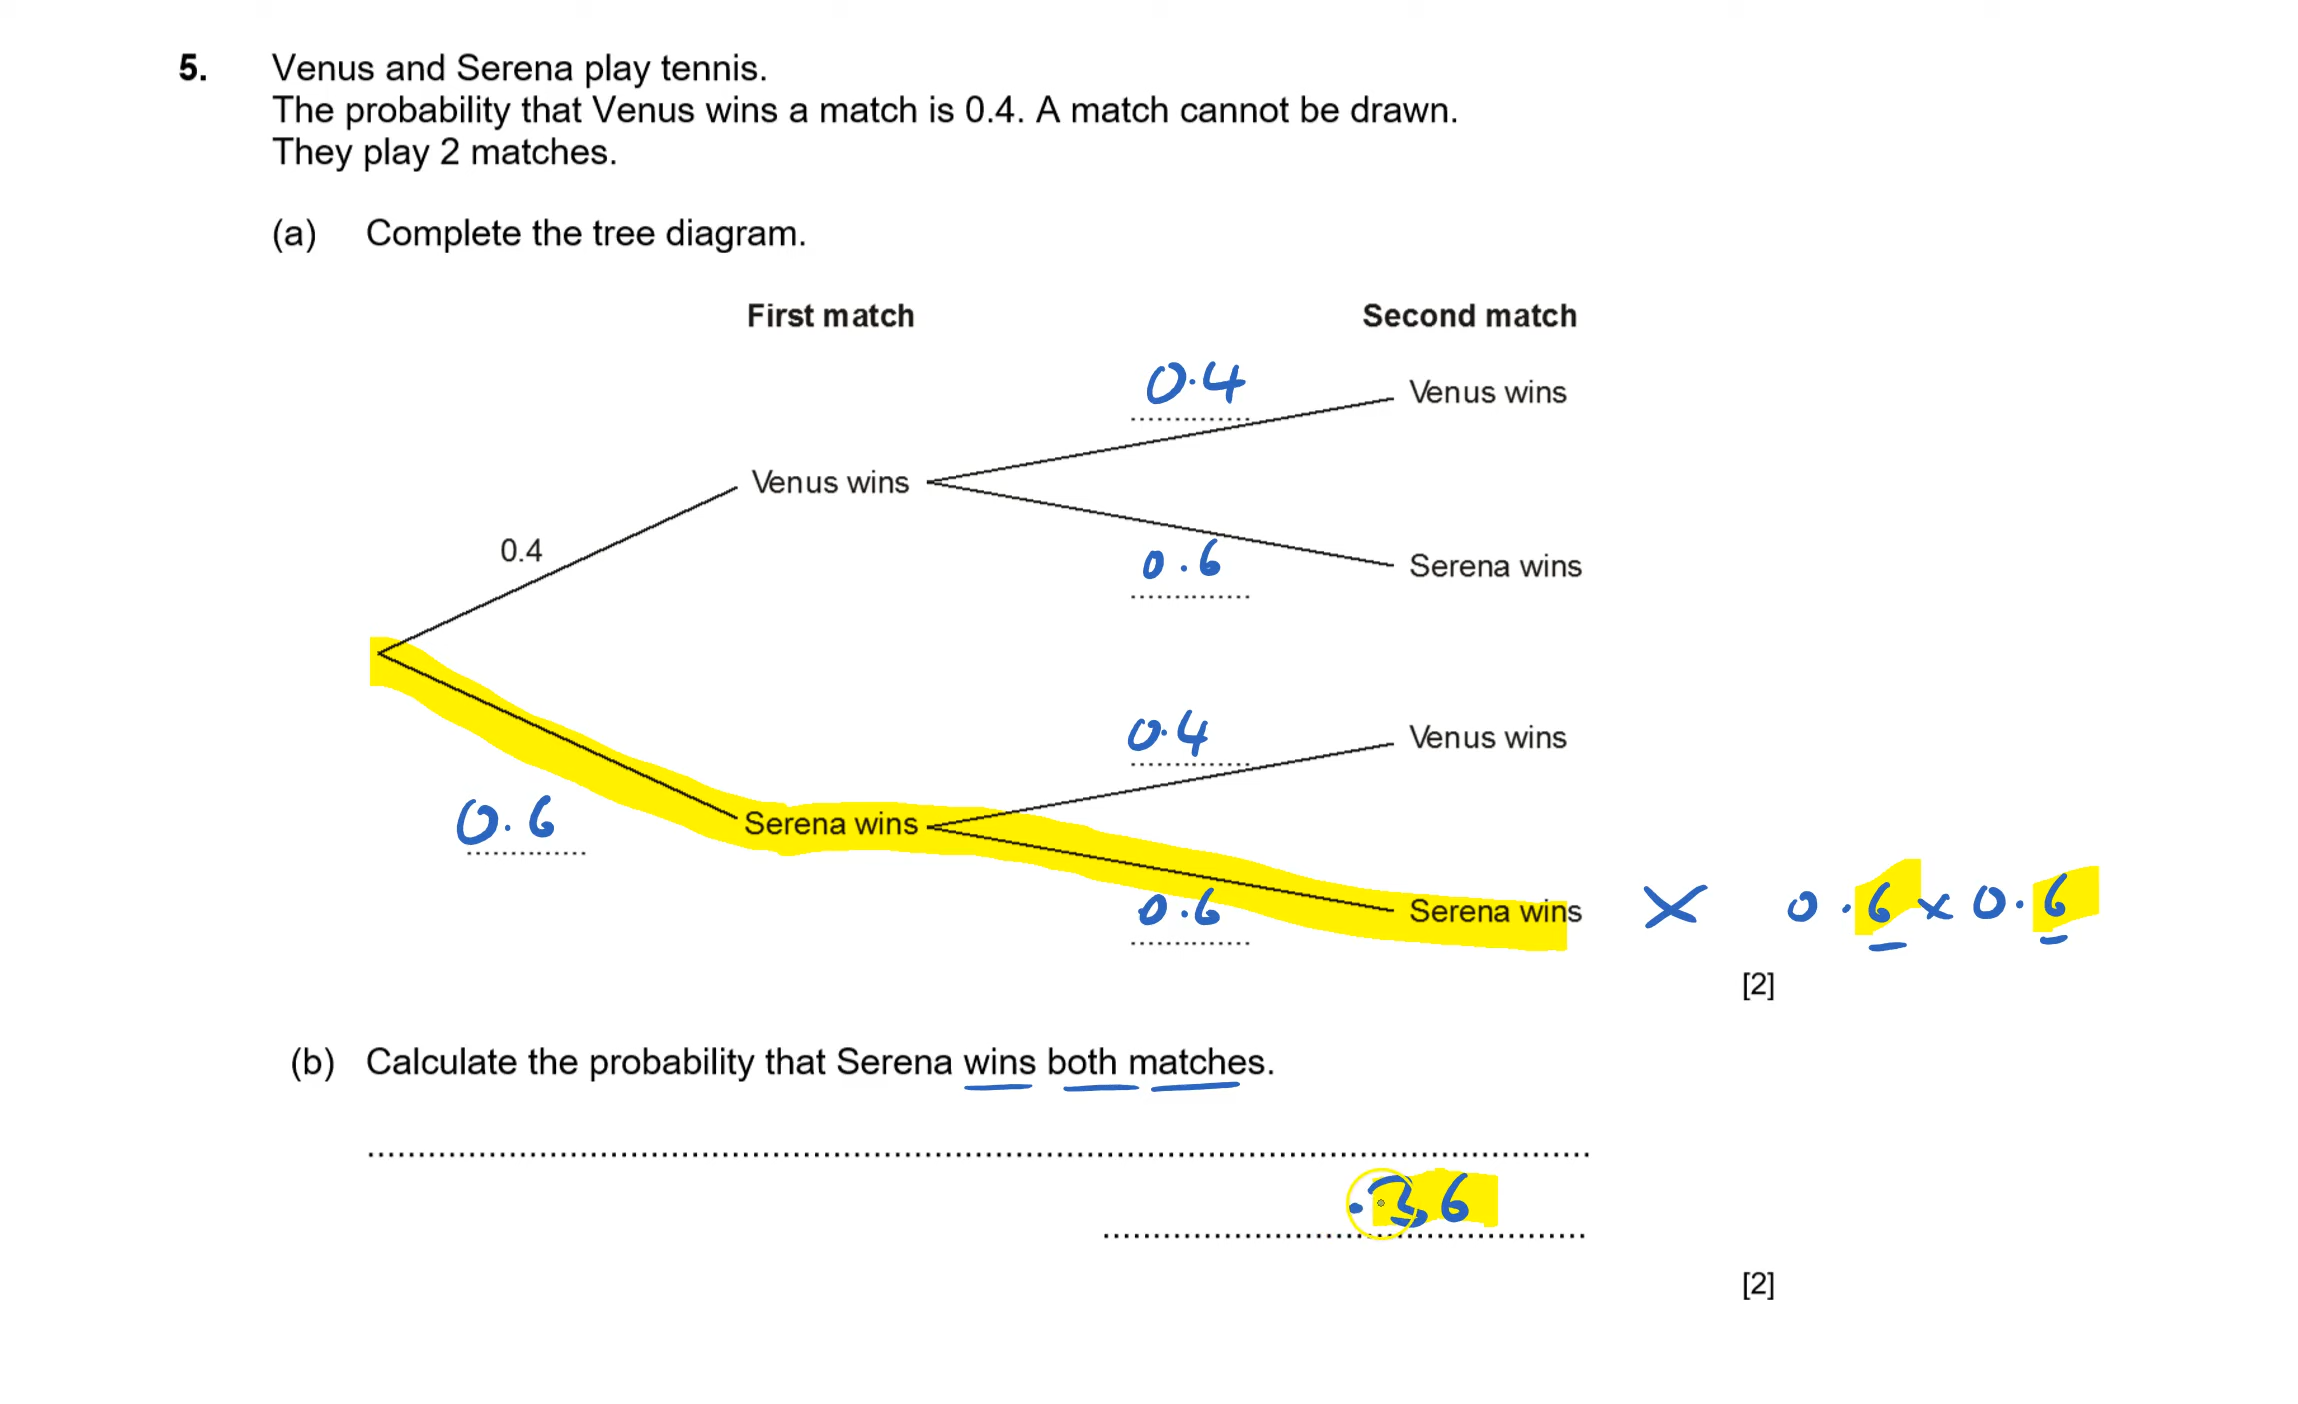 5. Venus and Serena play tennis.
The probability that Venus wins a match is 0.4. A match cannot be drawn.
They play 2 matches.
(a) Complete the tree diagram.
First match Second match
0.4 Venus wins
Venus wins
0.4
0.6 Serena wins
0.4 Venus wins
0.6 Serena wins
0.6 Serena wins × 0.6 × 0.6
[2]
(b) Calculate the probability that Serena wins both matches.
.36
[2]